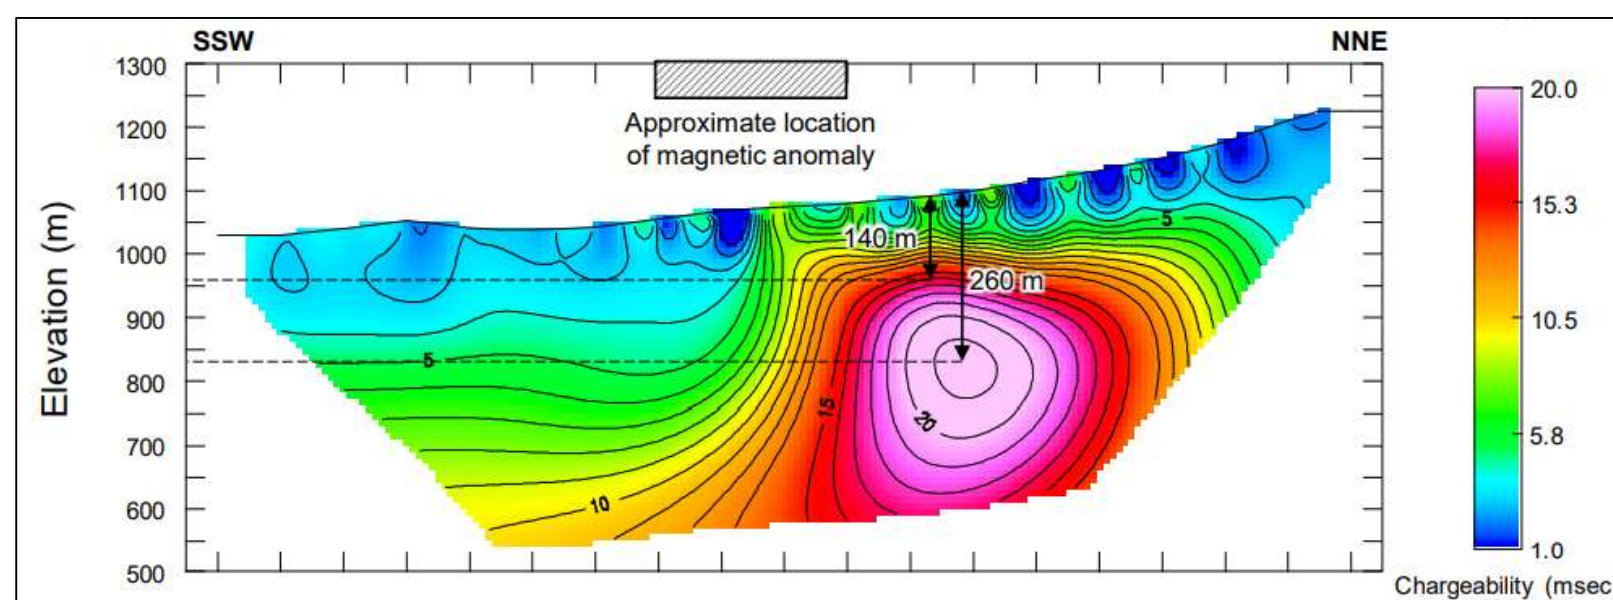 SSW
NNE
1300
1200
1100
1000
900
800
700
600
500
Elevation (m)
Approximate location
of magnetic anomaly
140 m
260 m
5
5
10
15
20
20.0
15.3
10.5
5.8
1.0
Chargeability (msec